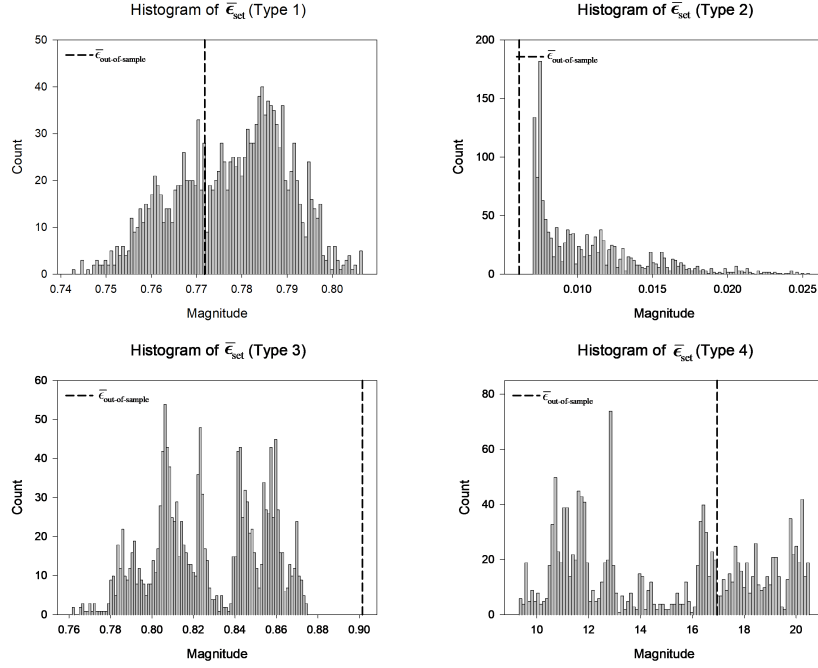 Histogram of ϵ̅set (Type 1)
50
40
30
20
10
0
Count
ϵ̅out-of-sample
0.74 0.75 0.76 0.77 0.78 0.79 0.80
Magnitude
Histogram of ϵ̅set (Type 2)
200
150
100
50
0
Count
ϵ̅out-of-sample
0.010 0.015 0.020 0.025
Magnitude
Histogram of ϵ̅set (Type 3)
60
50
40
30
20
10
0
Count
ϵ̅out-of-sample
0.76 0.78 0.80 0.82 0.84 0.86 0.88 0.90
Magnitude
Histogram of ϵ̅set (Type 4)
80
60
40
20
0
Count
ϵ̅out-of-sample
10 12 14 16 18 20
Magnitude